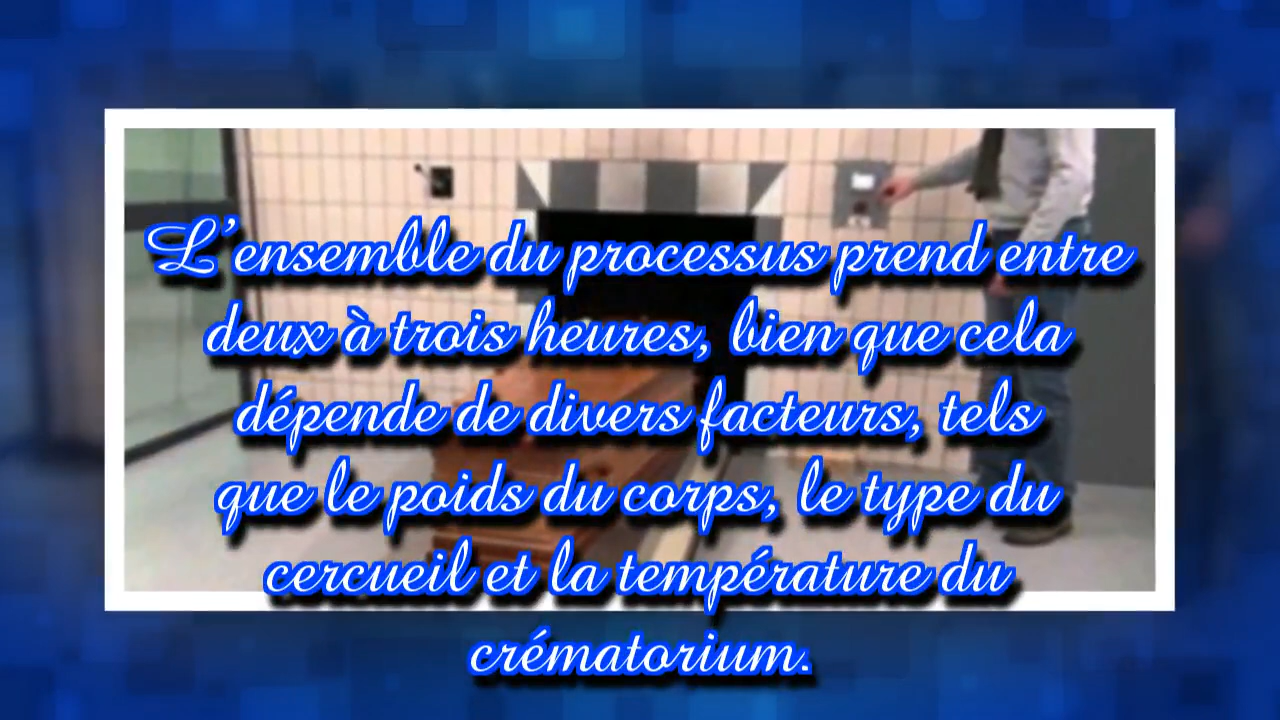 L'ensemble du processus prend entre
deux à trois heures, bien que cela
dépende de divers facteurs, tels
que le poids du corps, le type du
cercueil et la température du
crématorium.